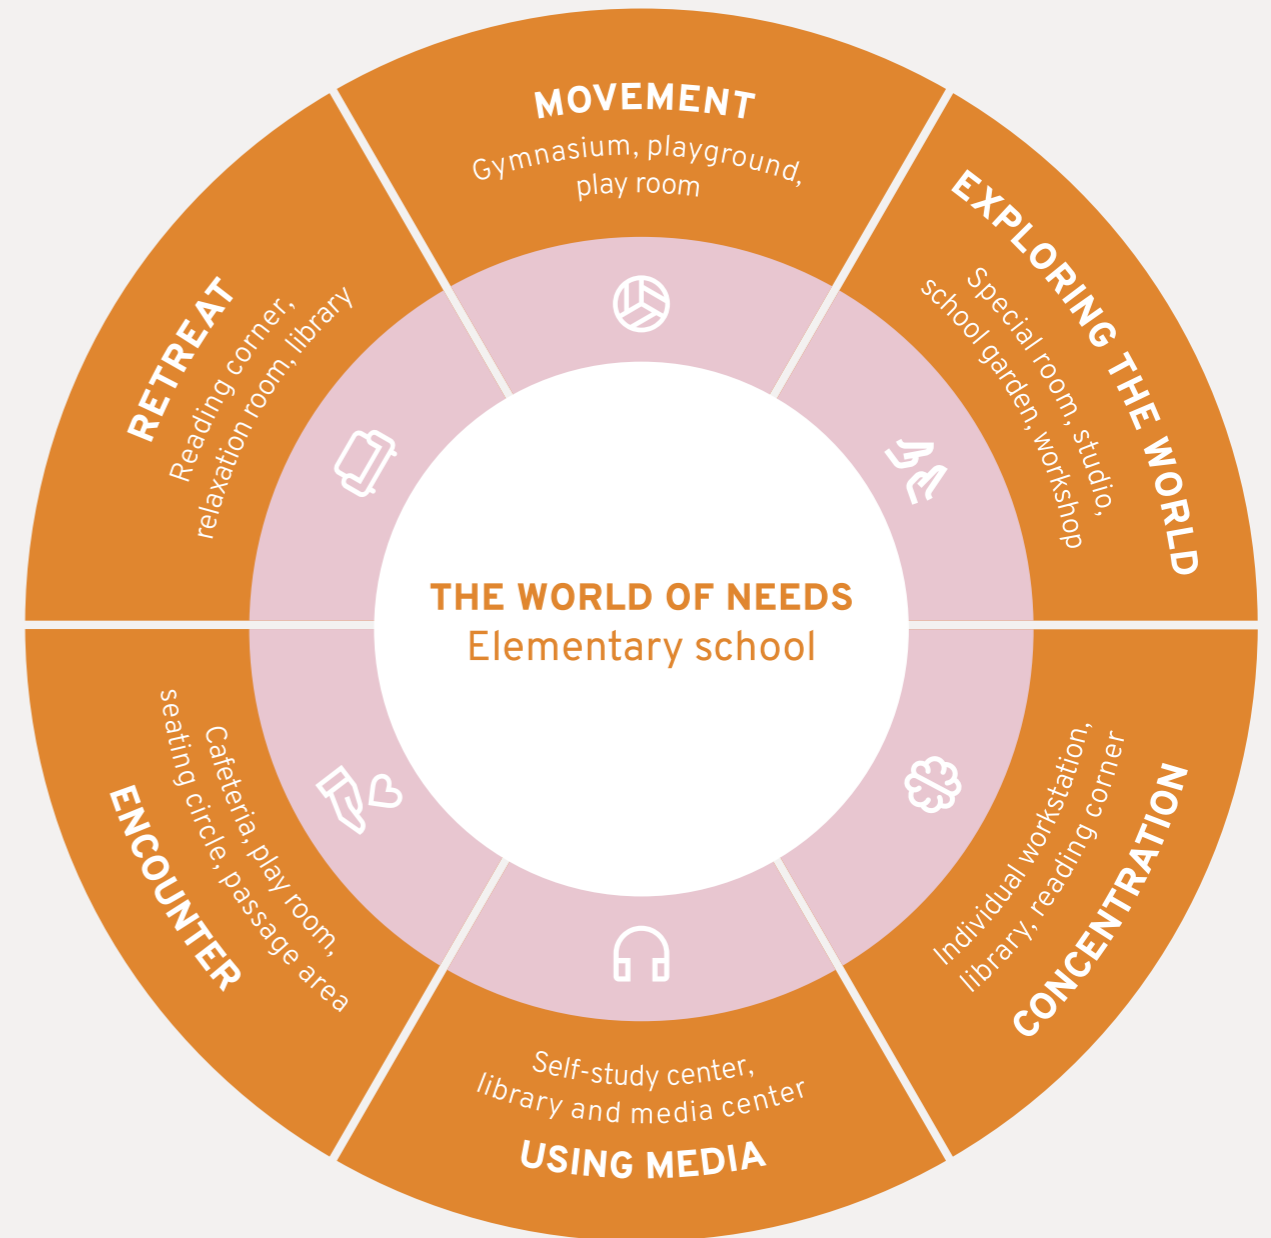 THE WORLD OF NEEDS
Elementary school
MOVEMENT
Gymnasium, playground,
play room
EXPLORING THE WORLD
Special room, studio,
school garden, workshop
CONCENTRATION
Individual workstation,
library, reading corner
USING MEDIA
Self-study center,
library and media center
ENCOUNTER
Cafeteria, play room,
seating circle, passage area
RETREAT
Reading corner,
relaxation room, library